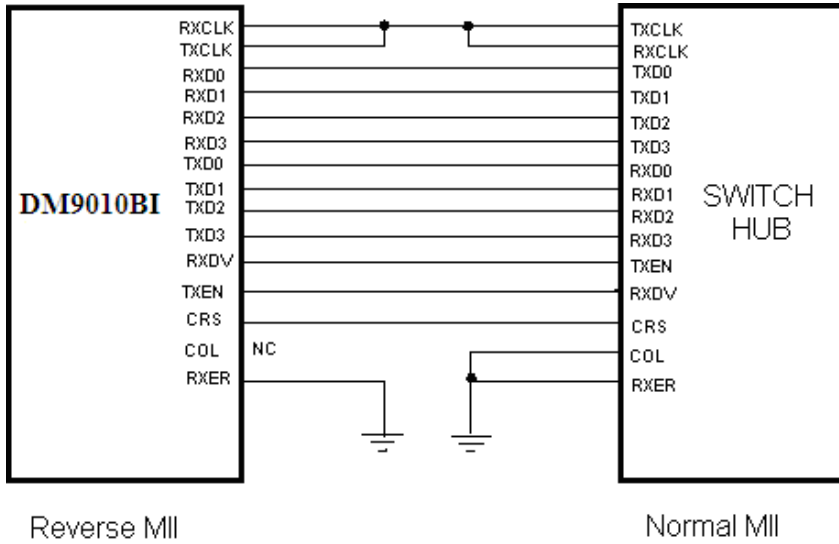 RXCLK
TXCLK
RXD0
RXD1
RXD2
RXD3
TXD0
TXD1
TXD2
TXD3
RXDV
TXEN
CRS
COL NC
RXER
DM9010BI
TXCLK
RXCLK
TXD0
TXD1
TXD2
TXD3
RXD0
RXD1
RXD2
RXD3
TXEN
RXDV
CRS
COL
RXER
SWITCH
HUB
Reverse MII
Normal MII